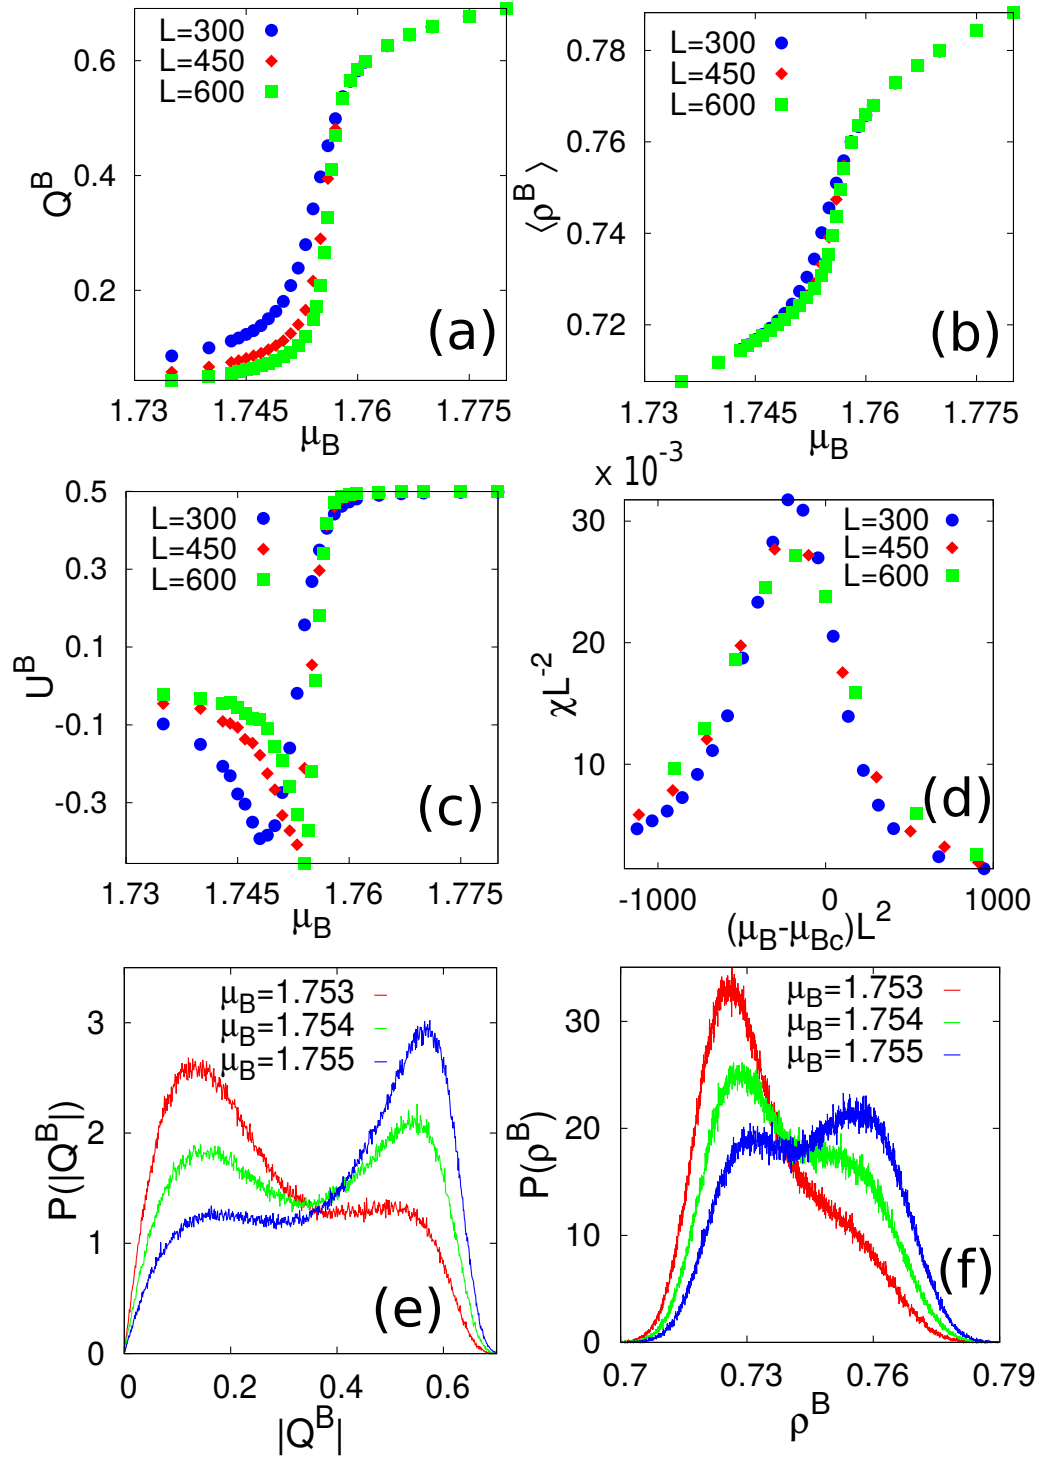 L=300
L=450
L=600
0.6
0.4
0.2
Q^B
(a)
1.73 1.745 1.76 1.775
μ_B
L=300
L=450
L=600
0.78
0.76
0.74
0.72
⟨ρ^B⟩
(b)
1.73 1.745 1.76 1.775
μ_B
L=300
L=450
L=600
0.5
0.3
0.1
-0.1
-0.3
U^B
(c)
1.73 1.745 1.76 1.775
μ_B
x 10^-3
L=300
L=450
L=600
30
20
10
χL^-2
(d)
-1000 0 1000
(μ_B-μ_Bc)L^2
μ_B=1.753
μ_B=1.754
μ_B=1.755
3
2
1
0
P(|Q^B|)
(e)
0 0.2 0.4 0.6
|Q^B|
μ_B=1.753
μ_B=1.754
μ_B=1.755
30
20
10
0
P(ρ^B)
(f)
0.7 0.73 0.76 0.79
ρ^B